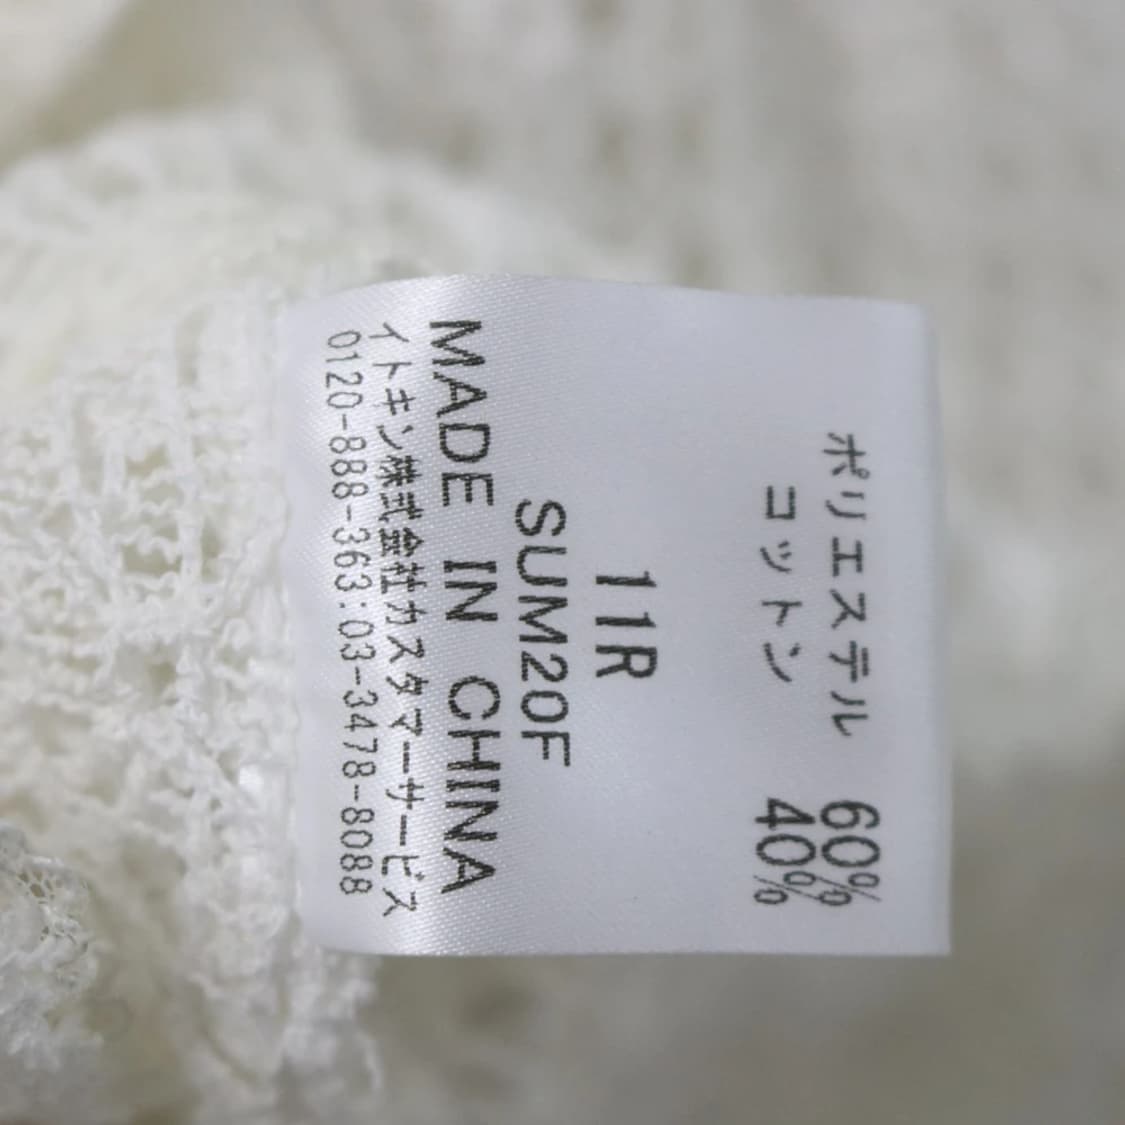 ポリエステル 60%
コットン 40%
11R
SUM20F
MADE IN CHINA
イトキン株式会社カスタマーサービス
0120-888-363:03-3478-8088